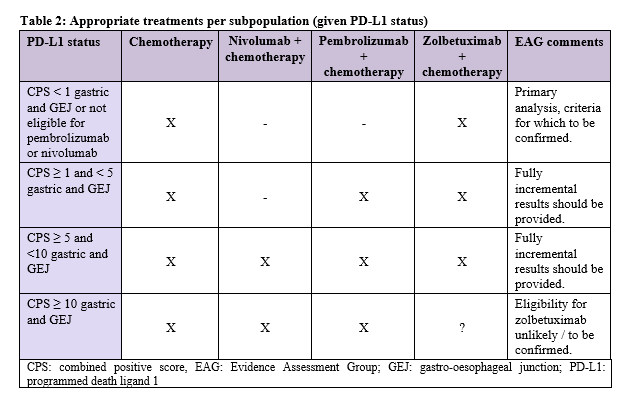 Table 2: Appropriate treatments per subpopulation (given PD-L1 status)
PD-L1 status Chemotherapy Nivolumab + Pembrolizumab Zolbetuximab EAG comments
chemotherapy + +
chemotherapy chemotherapy
CPS < 1 gastric Primary
and GEJ or not analysis, criteria
eligible for X - - X for which to be
pembrolizumab confirmed.
or nivolumab
CPS ≥ 1 and < 5 Fully
gastric and GEJ X - X X incremental
results should be
provided.
CPS ≥ 5 and Fully
<10 gastric and X X X X incremental
GEJ results should be
provided.
CPS ≥ 10 gastric Eligibility for
and GEJ X X X ? zolbetuximab
unlikely / to be
confirmed.
CPS: combined positive score, EAG: Evidence Assessment Group; GEJ: gastro-oesophageal junction; PD-L1:
programmed death ligand 1